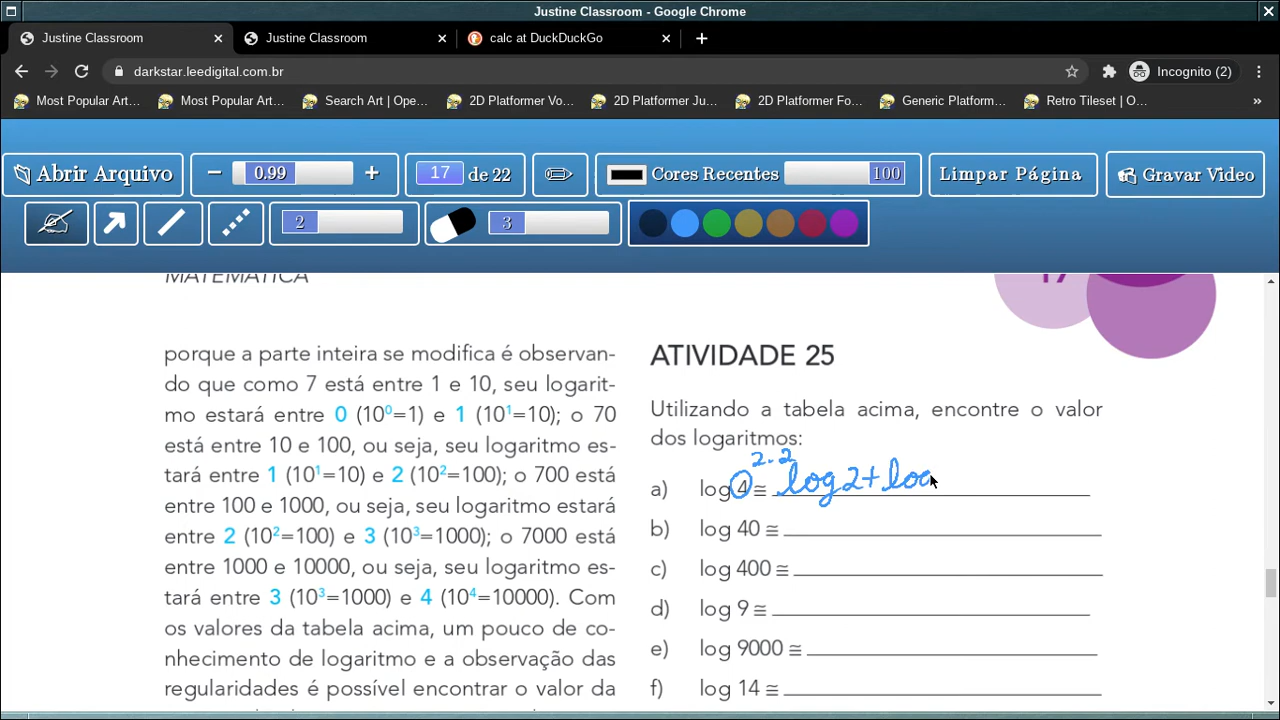 Justine Classroom - Google Chrome
Justine Classroom
Justine Classroom
calc at DuckDuckGo
darkstar.leedigital.com.br
Incognito (2)
Most Popular Art...
Most Popular Art...
Search Art | Ope...
2D Platformer Vo...
2D Platformer Ju...
2D Platformer Fo...
Generic Platform...
Retro Tileset | O...
»
Abrir Arquivo
− 0.99 +
17 de 22
Cores Recentes 100
Limpar Página
Gravar Video
2
3
MATEMÁTICA
17
porque a parte inteira se modifica é observan-
do que como 7 está entre 1 e 10, seu logarit-
mo estará entre 0 (10⁰=1) e 1 (10¹=10); o 70
está entre 10 e 100, ou seja, seu logaritmo es-
tará entre 1 (10¹=10) e 2 (10²=100); o 700 está
entre 100 e 1000, ou seja, seu logaritmo estará
entre 2 (10²=100) e 3 (10³=1000); o 7000 está
entre 1000 e 10000, ou seja, seu logaritmo es-
tará entre 3 (10³=1000) e 4 (10⁴=10000). Com
os valores da tabela acima, um pouco de co-
nhecimento de logaritmo e a observação das
regularidades é possível encontrar o valor da
ATIVIDADE 25
Utilizando a tabela acima, encontre o valor
dos logaritmos:
2.2
a) log 4 ≅ log 2 + log
b) log 40 ≅
c) log 400 ≅
d) log 9 ≅
e) log 9000 ≅
f) log 14 ≅